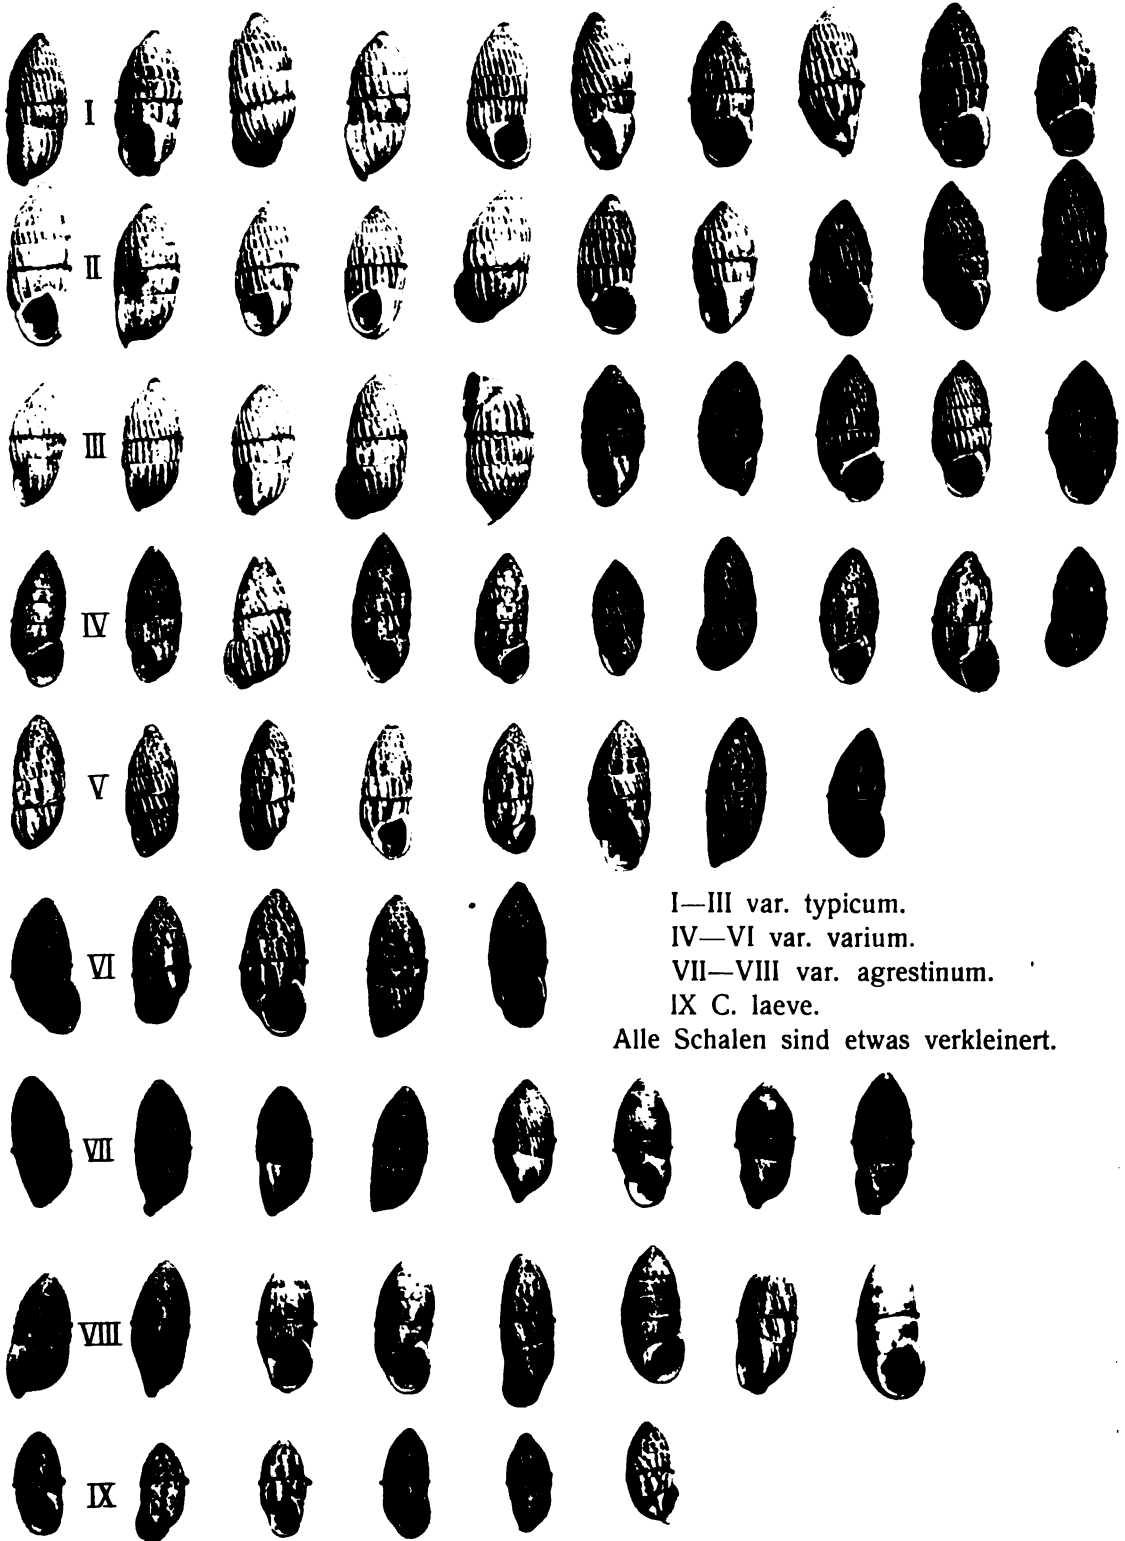 I
II
III
IV
V
I—III var. typicum.
IV—VI var. varium.
VII—VIII var. agrestinum.
IX C. laeve.
Alle Schalen sind etwas verkleinert.
VI
VII
VIII
IX